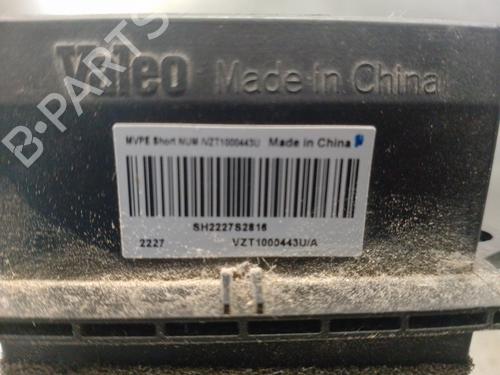 Valeo Made in China
MVPE Short NUM :VZT1000443U Made in China
SH2227S2816
2227 VZT1000443U/A
B-PARTS